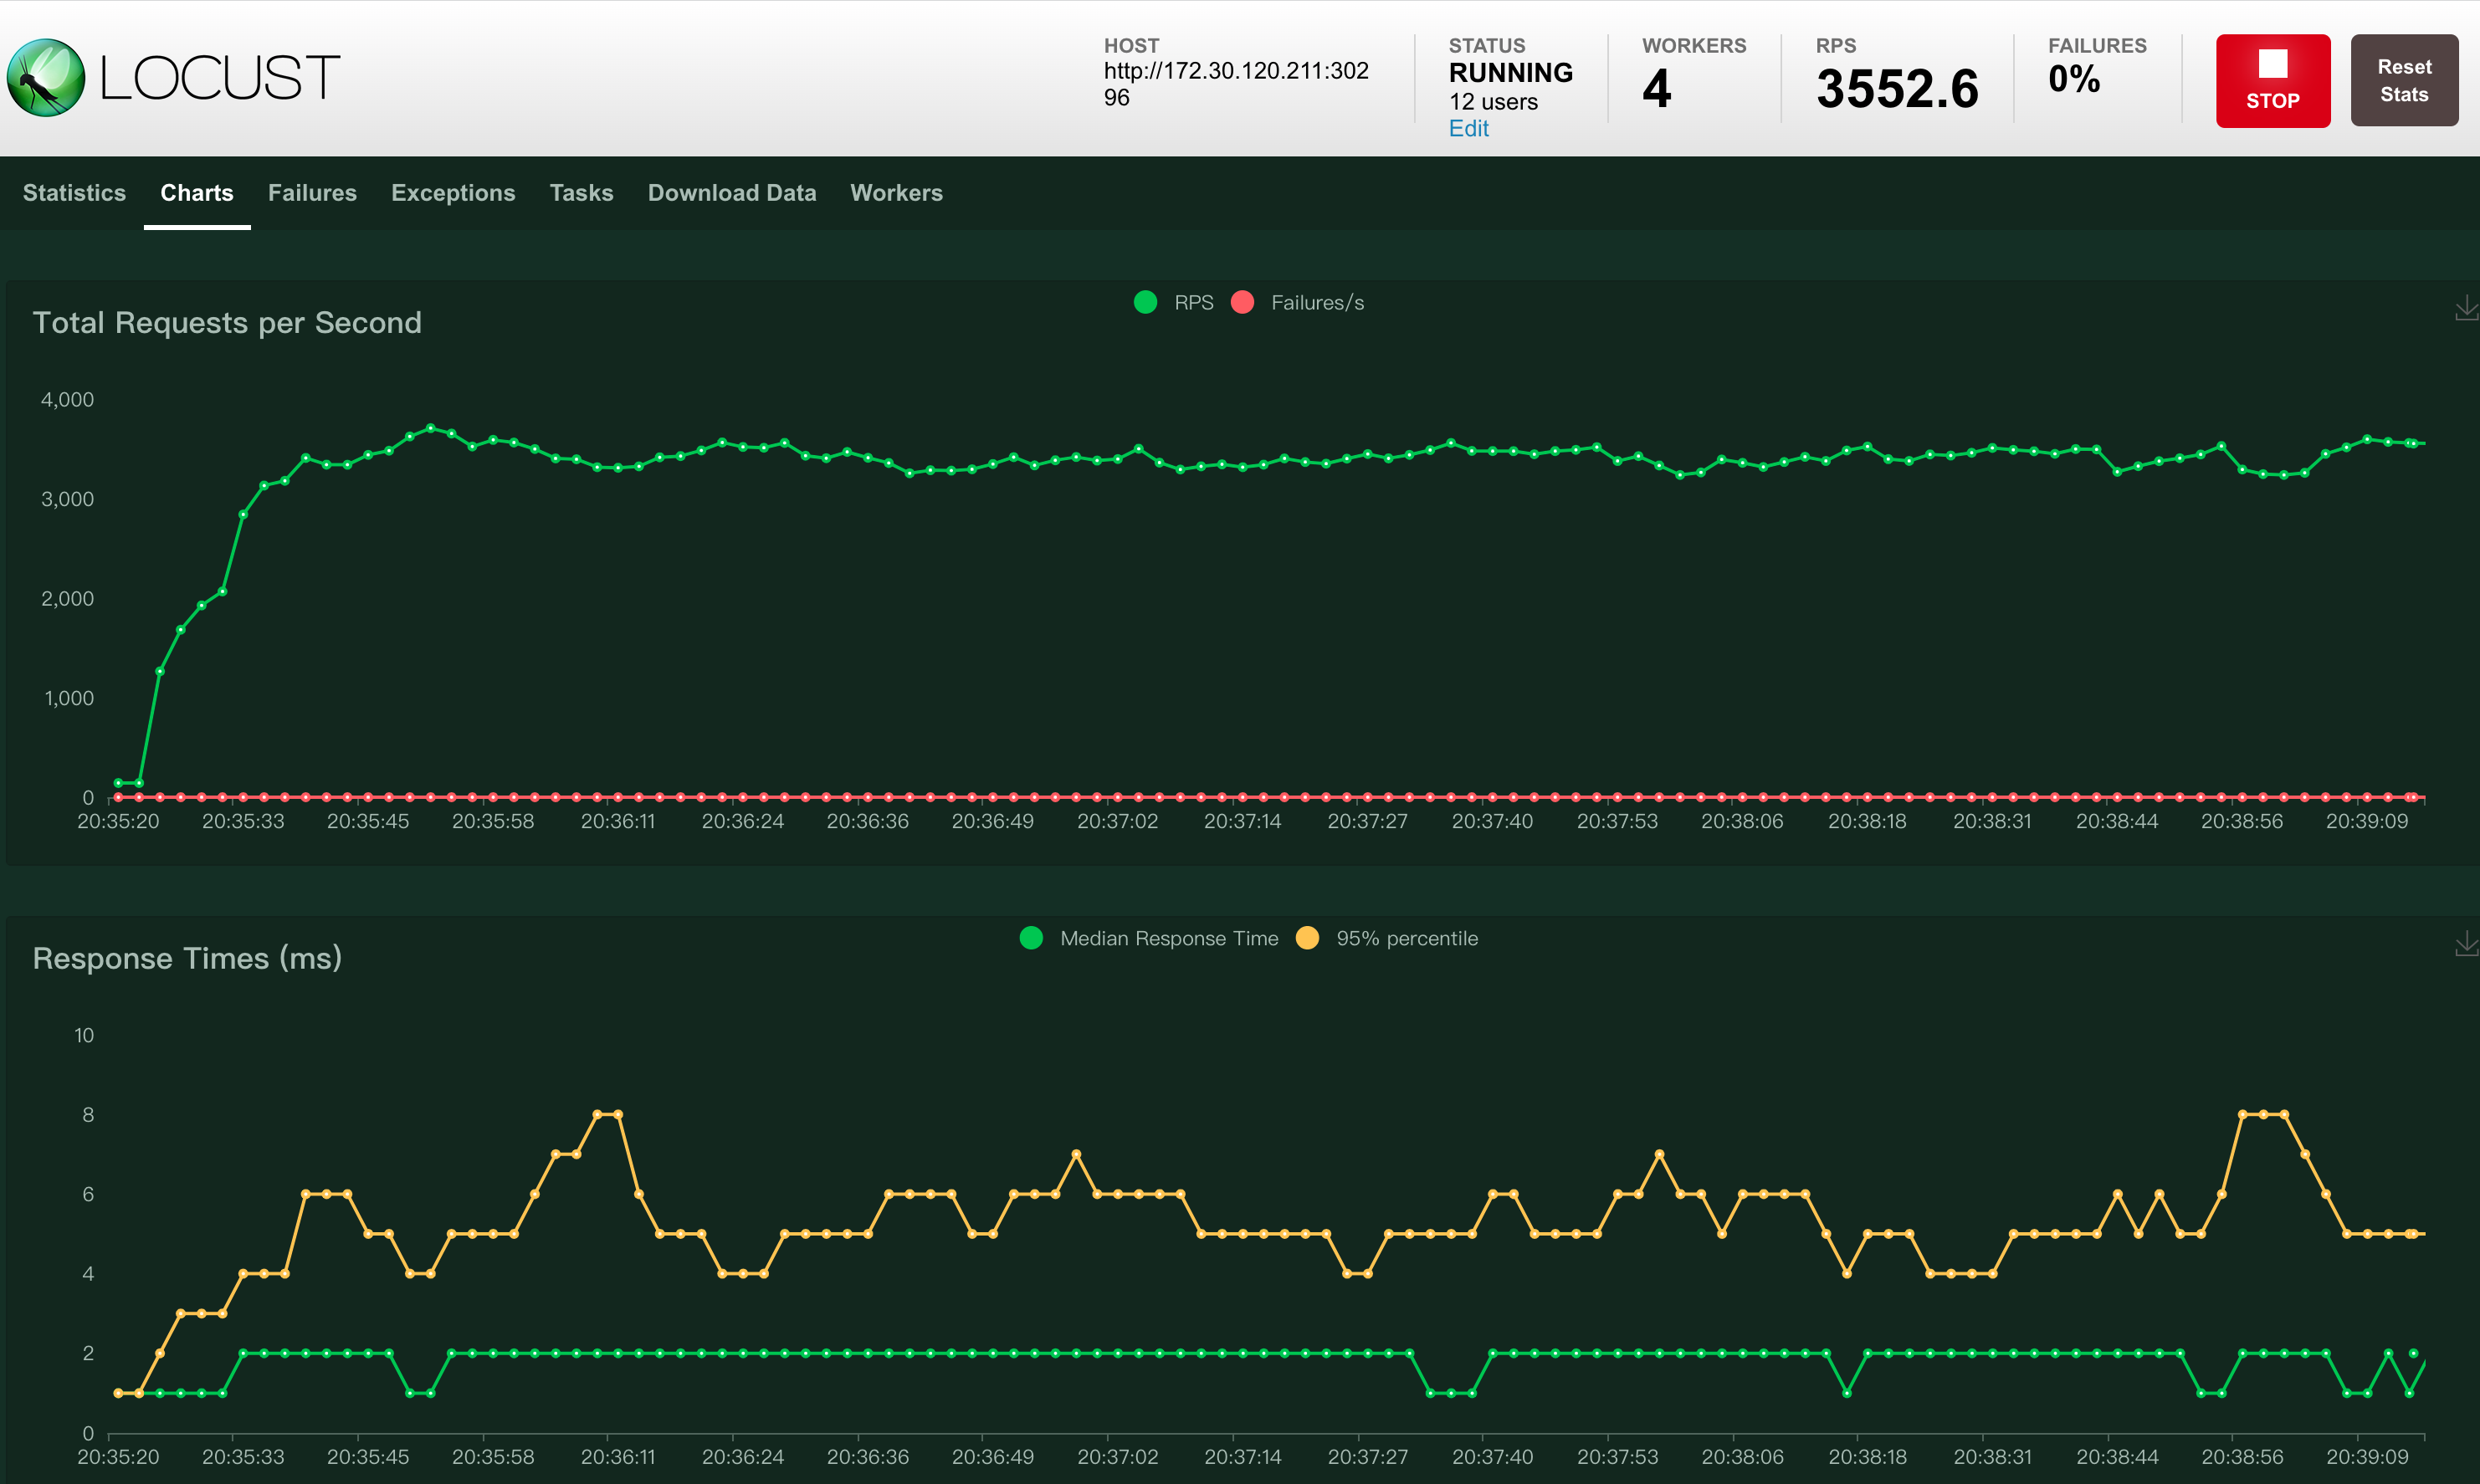 LOCUST
HOST
http://172.30.120.211:302
96
STATUS
RUNNING
12 users
Edit
WORKERS
4
RPS
3552.6
FAILURES
0%
STOP
Reset
Stats
Statistics Charts Failures Exceptions Tasks Download Data Workers
Total Requests per Second
RPS Failures/s
4,000
3,000
2,000
1,000
0
20:35:20 20:35:33 20:35:45 20:35:58 20:36:11 20:36:24 20:36:36 20:36:49 20:37:02 20:37:14 20:37:27 20:37:40 20:37:53 20:38:06 20:38:18 20:38:31 20:38:44 20:38:56 20:39:09
Response Times (ms)
Median Response Time 95% percentile
10
8
6
4
2
0
20:35:20 20:35:33 20:35:45 20:35:58 20:36:11 20:36:24 20:36:36 20:36:49 20:37:02 20:37:14 20:37:27 20:37:40 20:37:53 20:38:06 20:38:18 20:38:31 20:38:44 20:38:56 20:39:09